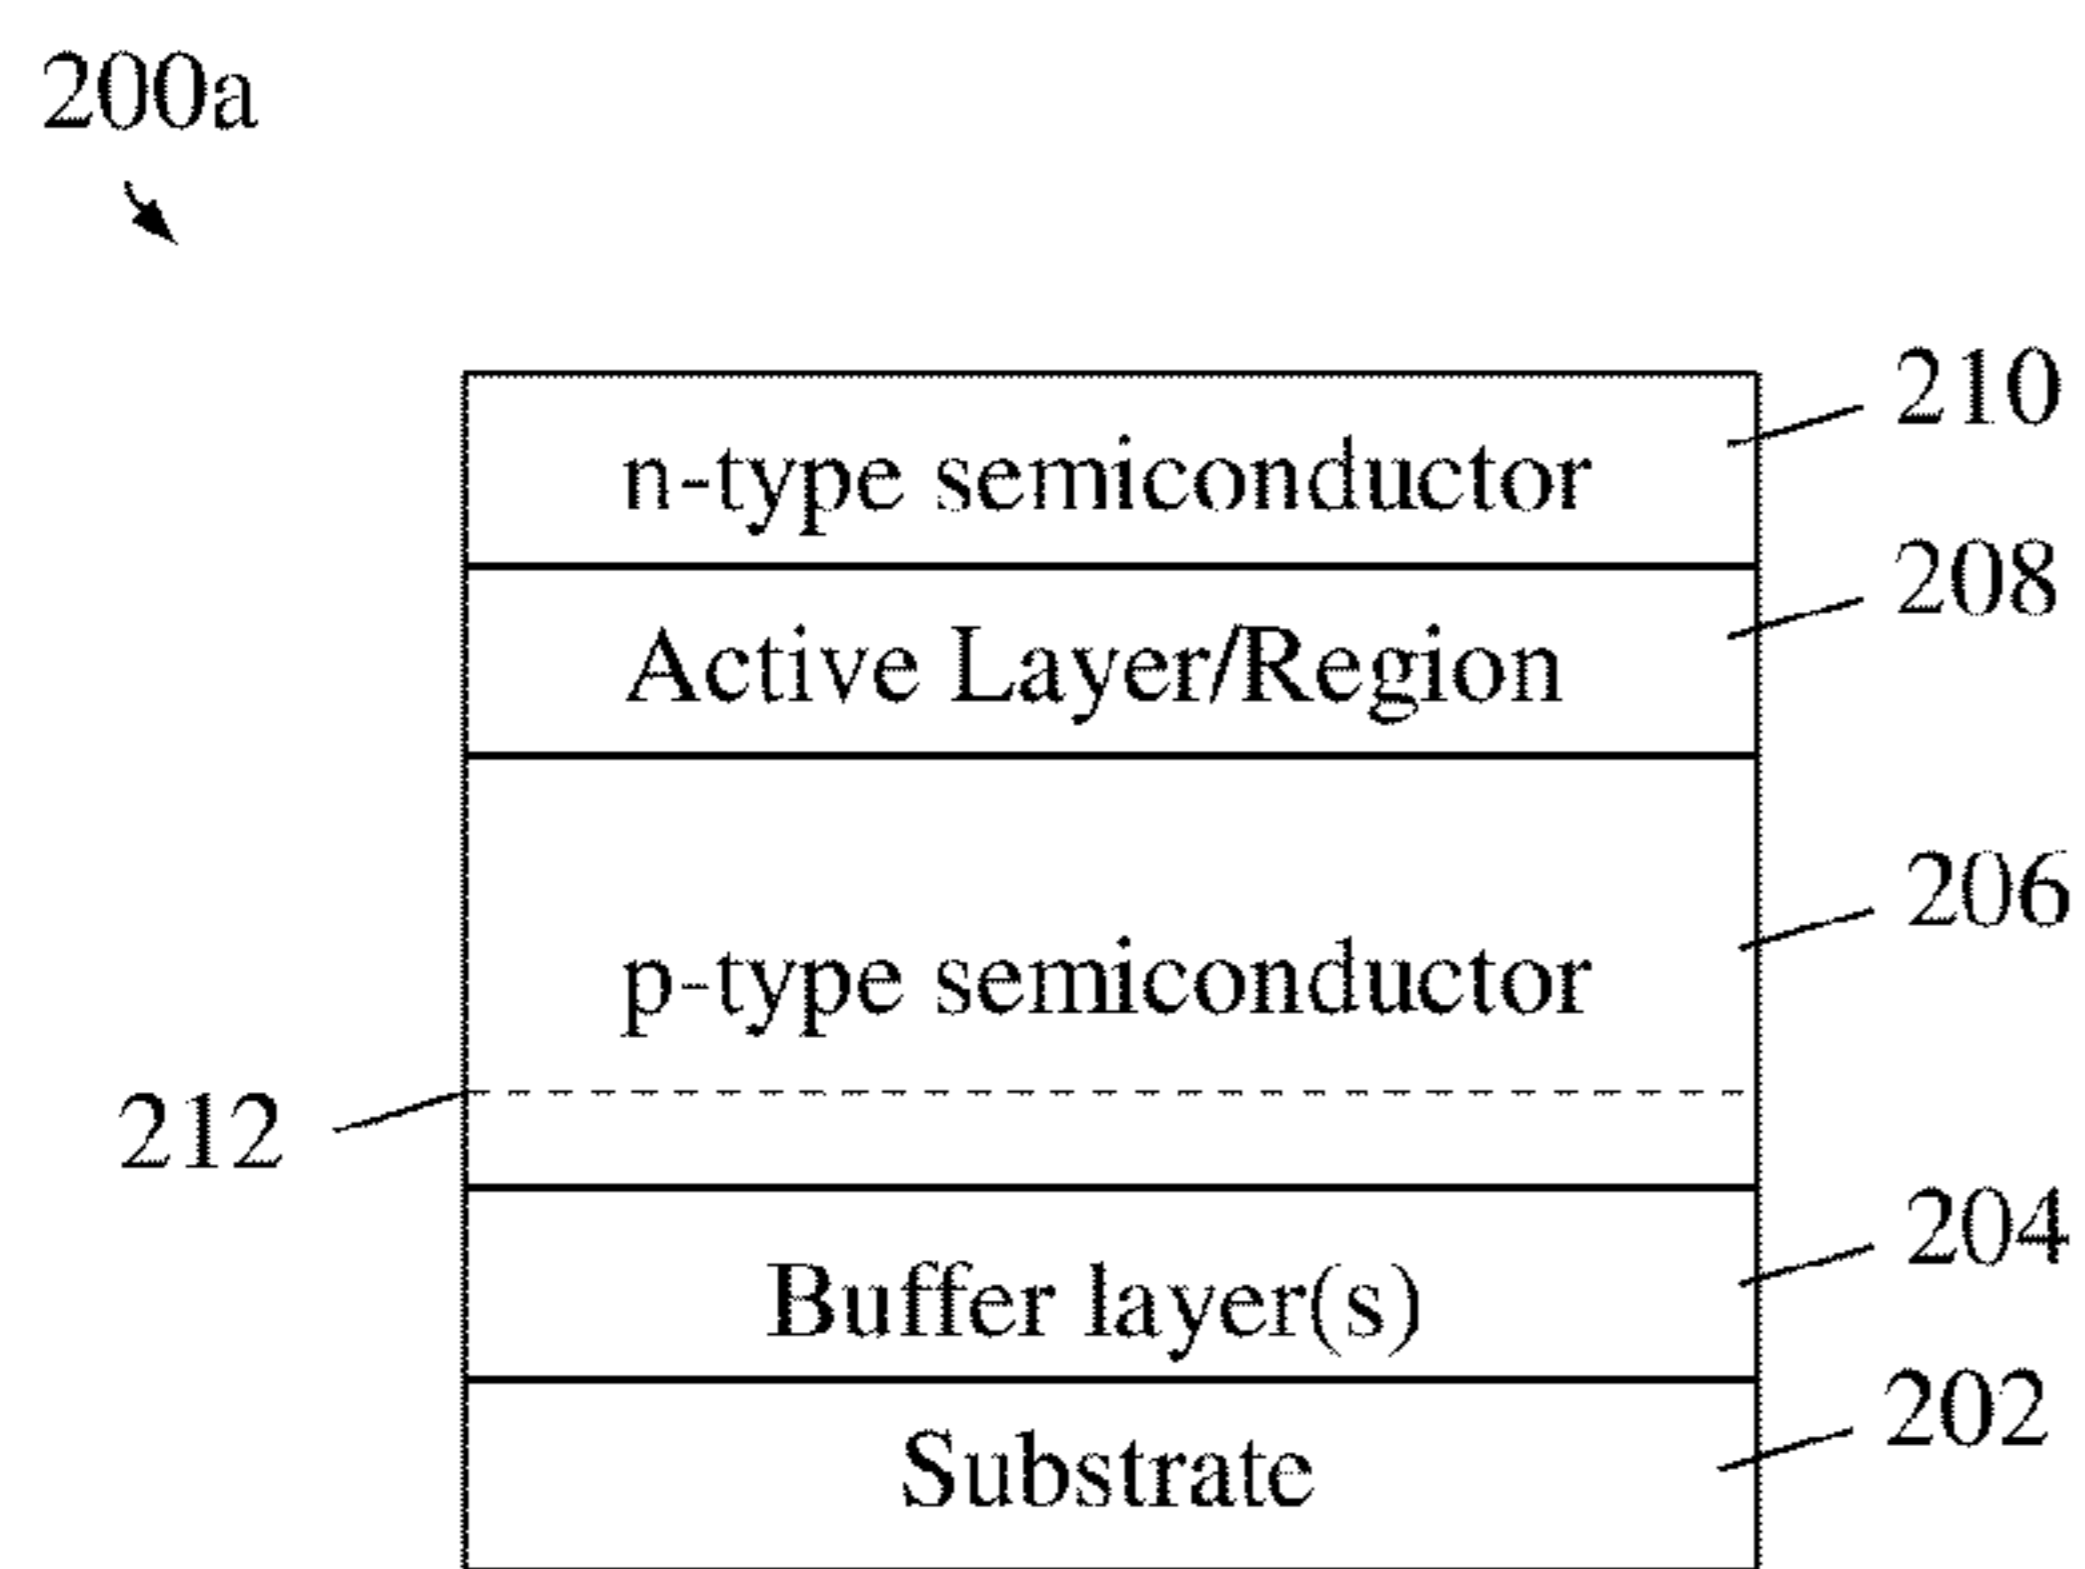 200a
210
n-type semiconductor
208
Active Layer/Region
206
p-type semiconductor
212
204
Buffer layer(s)
202
Substrate